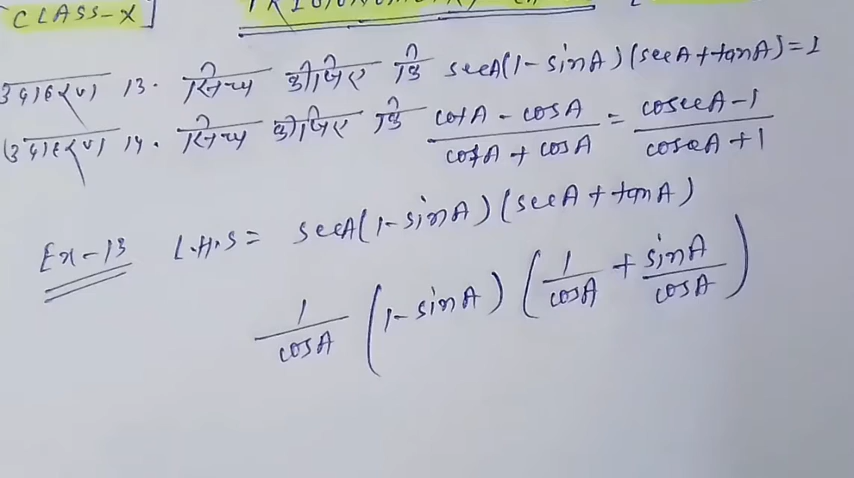 CLASS-X]
उदाहरण 13. सिद्ध कीजिए कि secA(1-sinA)(secA+tanA)=1
उदाहरण 14. सिद्ध कीजिए कि (cotA - cosA)/(cotA + cosA) = (cosecA-1)/(cosecA+1)
Ex-13 L.H.S = secA(1-sinA)(secA+tanA)
1/cosA (1-sinA) (1/cosA + sinA/cosA)